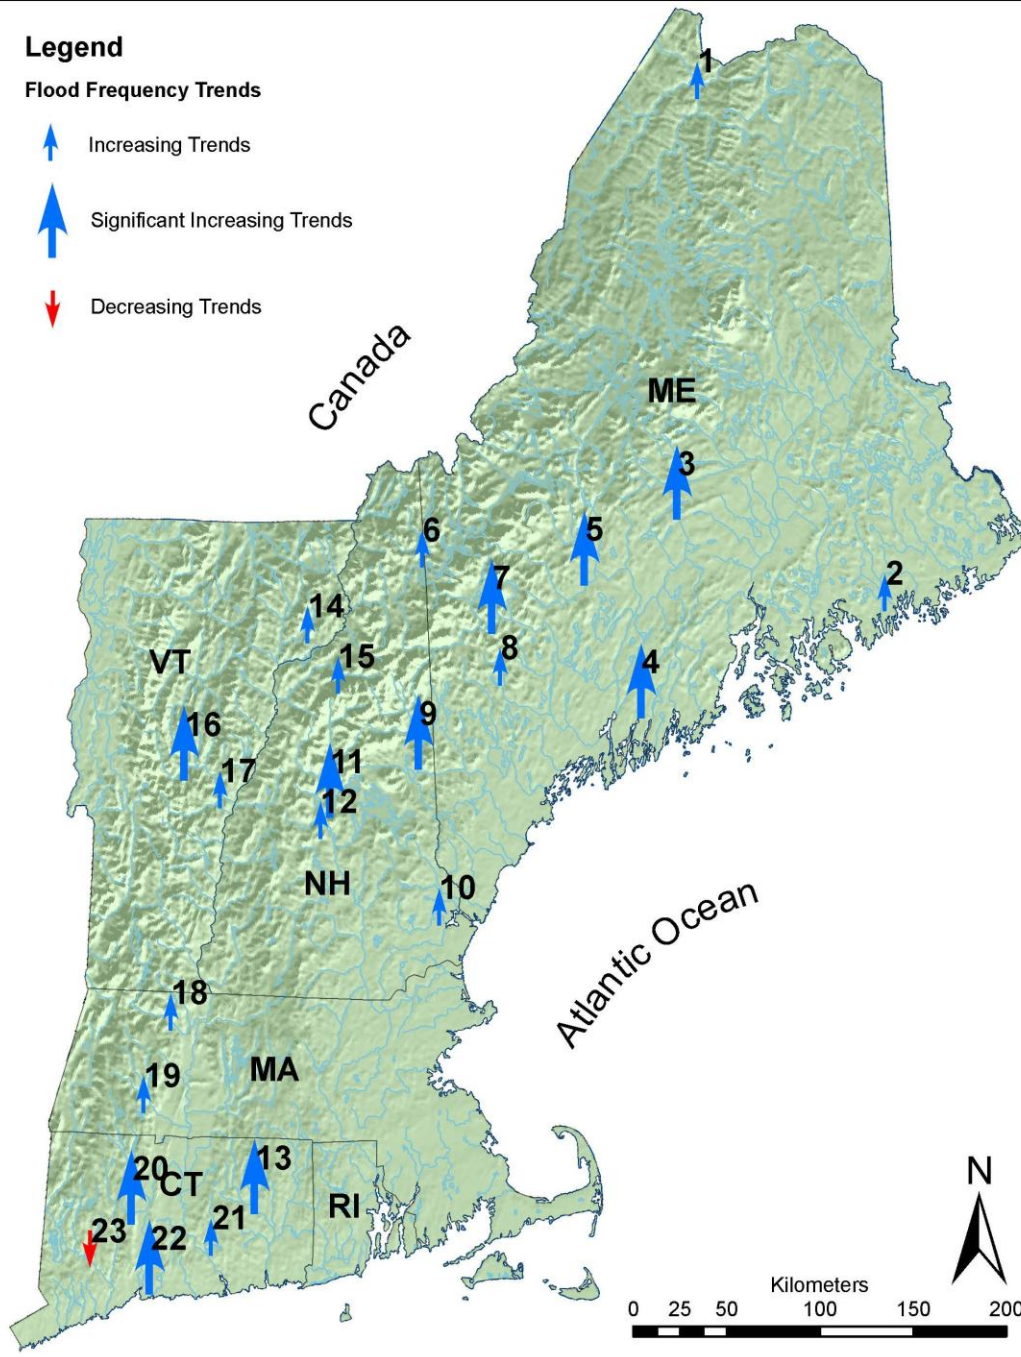 Legend
Flood Frequency Trends
Increasing Trends
Significant Increasing Trends
Decreasing Trends
Canada
ME
1
3
5
6
7
2
14
8
15
4
VT
16
9
11
17
12
NH
10
Atlantic Ocean
18
MA
19
13
20
CT
RI
21
23
22
N
Kilometers
0 25 50 100 150 200